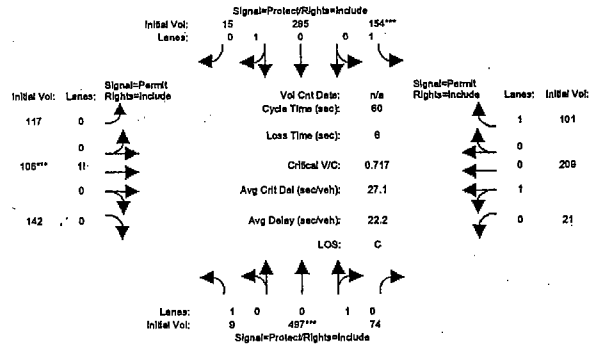 Signal=Protect/Rights=Include
Initial Vol: 15 295 154***
Lanes: 0 1 0 0 1
Initial Vol: Lanes: Signal=Permit Rights=Include
Vol Cnt Date: n/a
Cycle Time (sec): 60
Signal=Permit Rights=Include Lanes: Initial Vol:
117 0
1 101
Loss Time (sec): 6
0
0
105*** 1!
Critical V/C: 0.717
0 209
0
Avg Crit Del (sec/veh): 27.1
1
142 0
Avg Delay (sec/veh): 22.2
0 21
LOS: C
Lanes: 1 0 0 1 0
Initial Vol: 9 497*** 74
Signal=Protect/Rights=Include